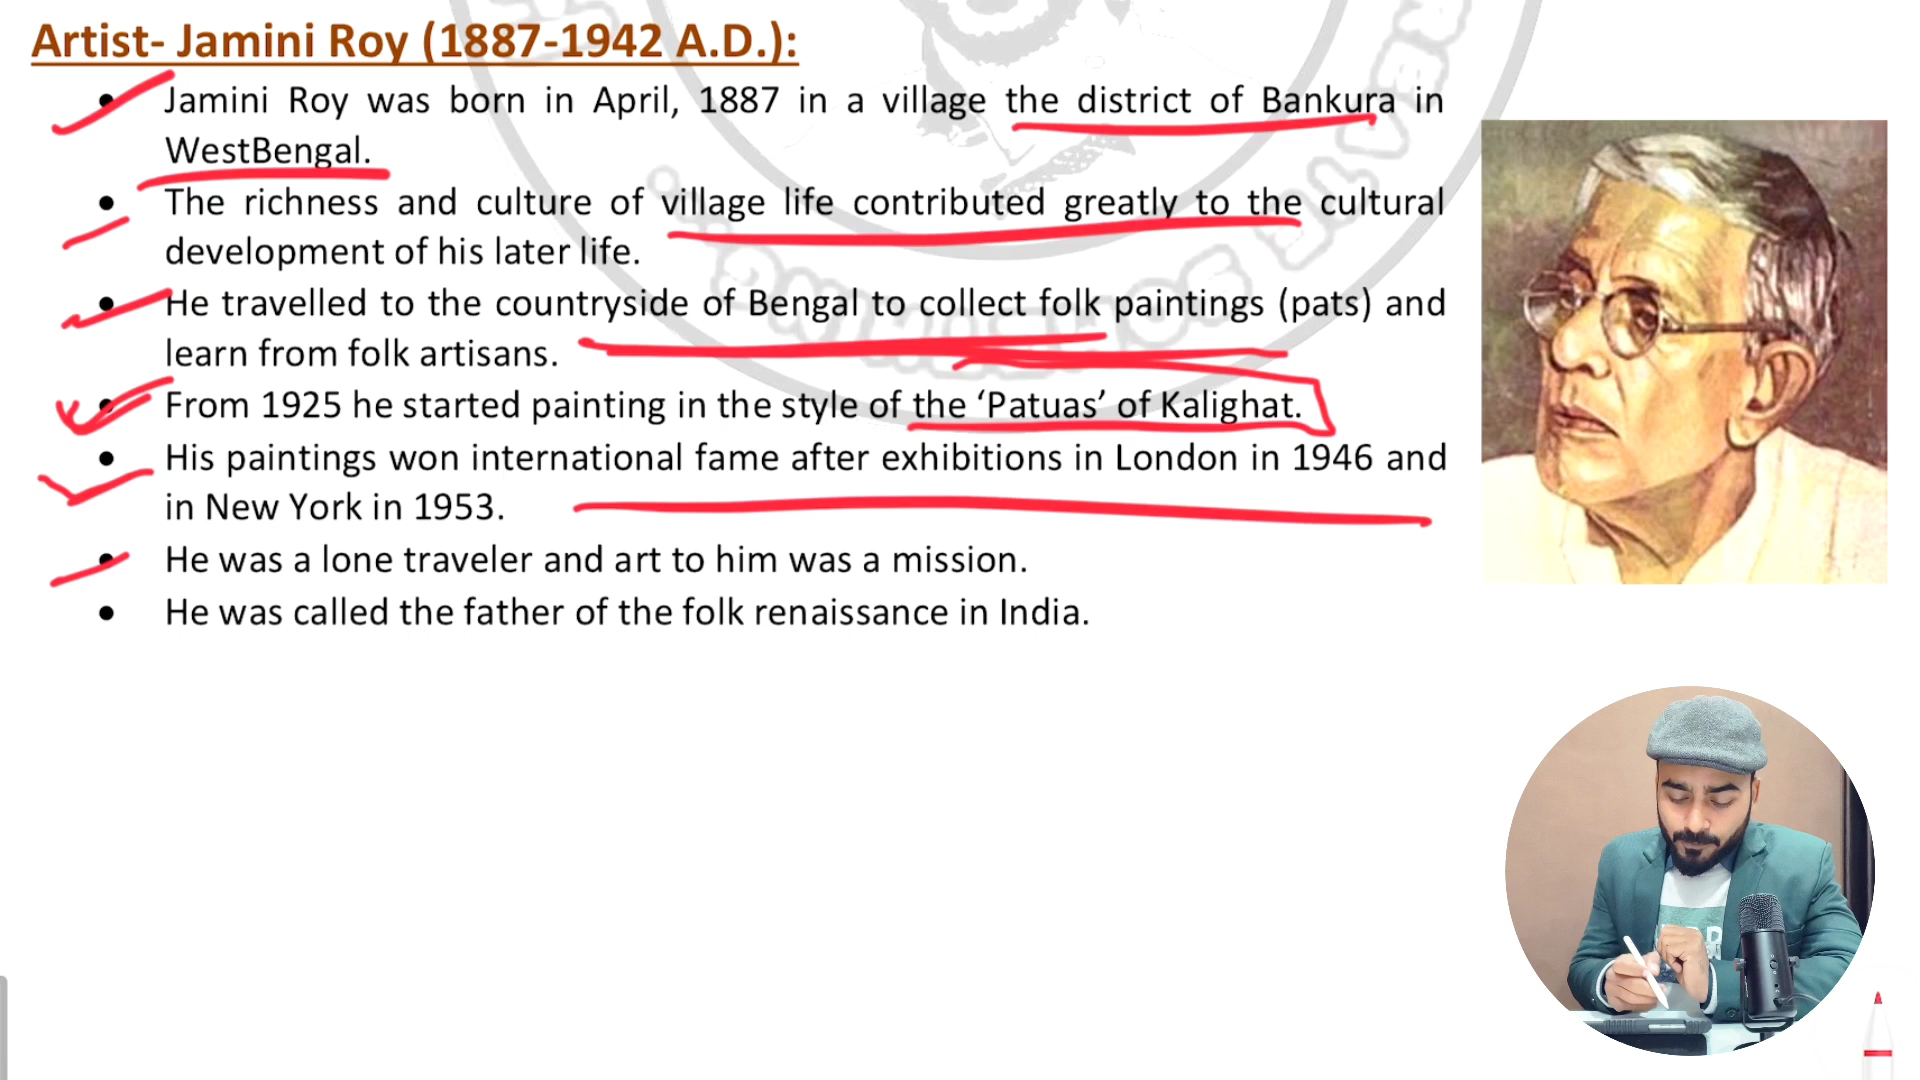 Artist- Jamini Roy (1887-1942 A.D.):
• Jamini Roy was born in April, 1887 in a village the district of Bankura in
WestBengal.
• The richness and culture of village life contributed greatly to the cultural
development of his later life.
• He travelled to the countryside of Bengal to collect folk paintings (pats) and
learn from folk artisans.
• From 1925 he started painting in the style of the ‘Patuas’ of Kalighat.
• His paintings won international fame after exhibitions in London in 1946 and
in New York in 1953.
• He was a lone traveler and art to him was a mission.
• He was called the father of the folk renaissance in India.